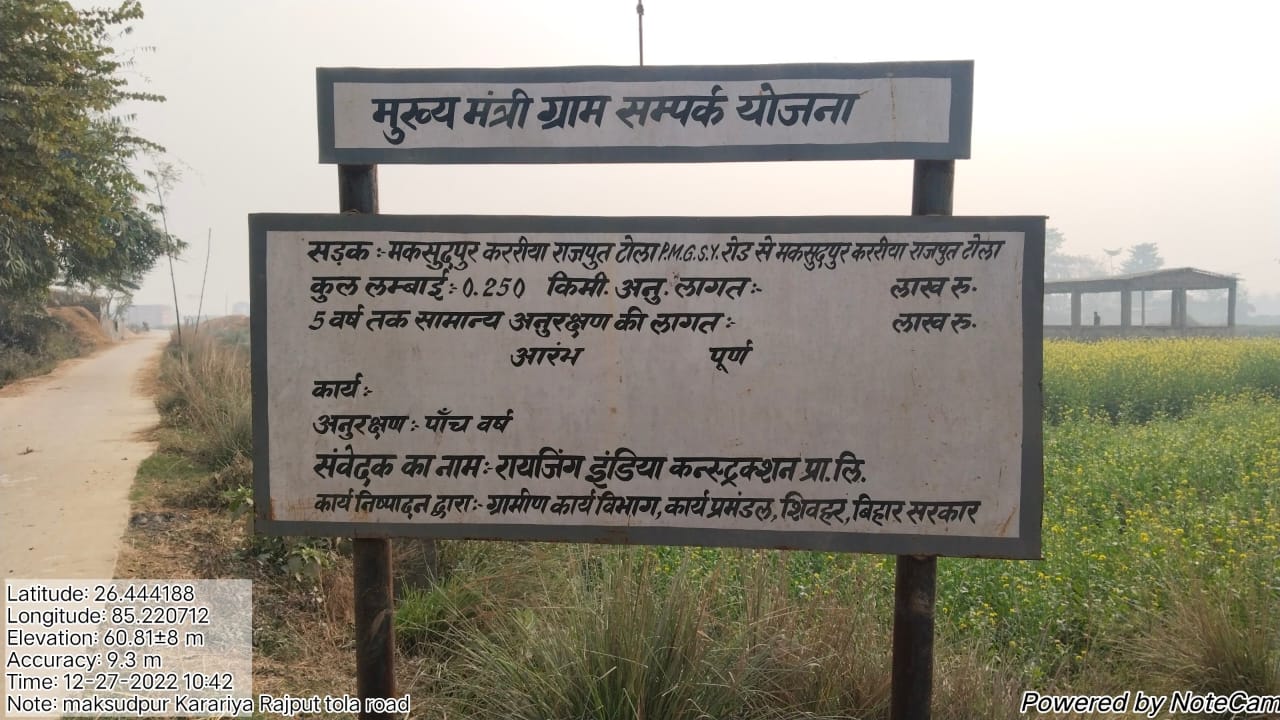 मुख्य मंत्री ग्राम सम्पर्क योजना
सड़क :- मकसुदपुर कररीया राजपुत टोला P.M.G.S.Y. रोड से मकसुदपुर कररीया राजपुत टोला
कुल लम्बाई :- 0.250 किमी. अनु. लागत :- लाख रु.
5 वर्ष तक सामान्य अनुरक्षण की लागत :- लाख रु.
आरंभ पूर्ण
कार्य :-
अनुरक्षण :- पाँच वर्ष
संवेदक का नाम :- रायजिंग इंडिया कन्स्ट्रक्शन प्रा. लि.
कार्य निष्पादन द्वारा :- ग्रामीण कार्य विभाग, कार्य प्रमंडल, शिवहर, बिहार सरकार
Latitude: 26.444188
Longitude: 85.220712
Elevation: 60.81±8 m
Accuracy: 9.3 m
Time: 12-27-2022 10:42
Note: maksudpur Karariya Rajput tola road
Powered by NoteCam